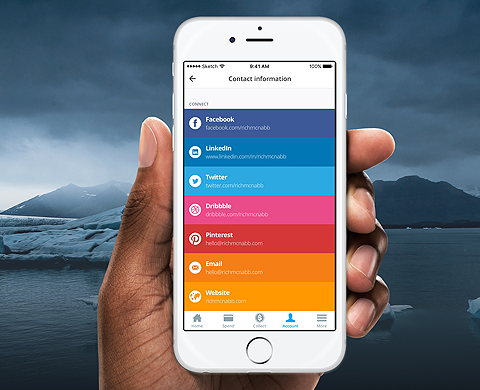 Sketch 9:41 AM 100%
Contact information
CONNECT
Facebook
facebook.com/richmcnabb
LinkedIn
www.linkedin.com/in/richmcnabb
Twitter
twitter.com/richmcnabb
Dribbble
dribbble.com/richmcnabb
Pinterest
hello@richmcnabb.com
Email
hello@richmcnabb.com
Website
richmcnabb.com
Home Spend Collect Account More